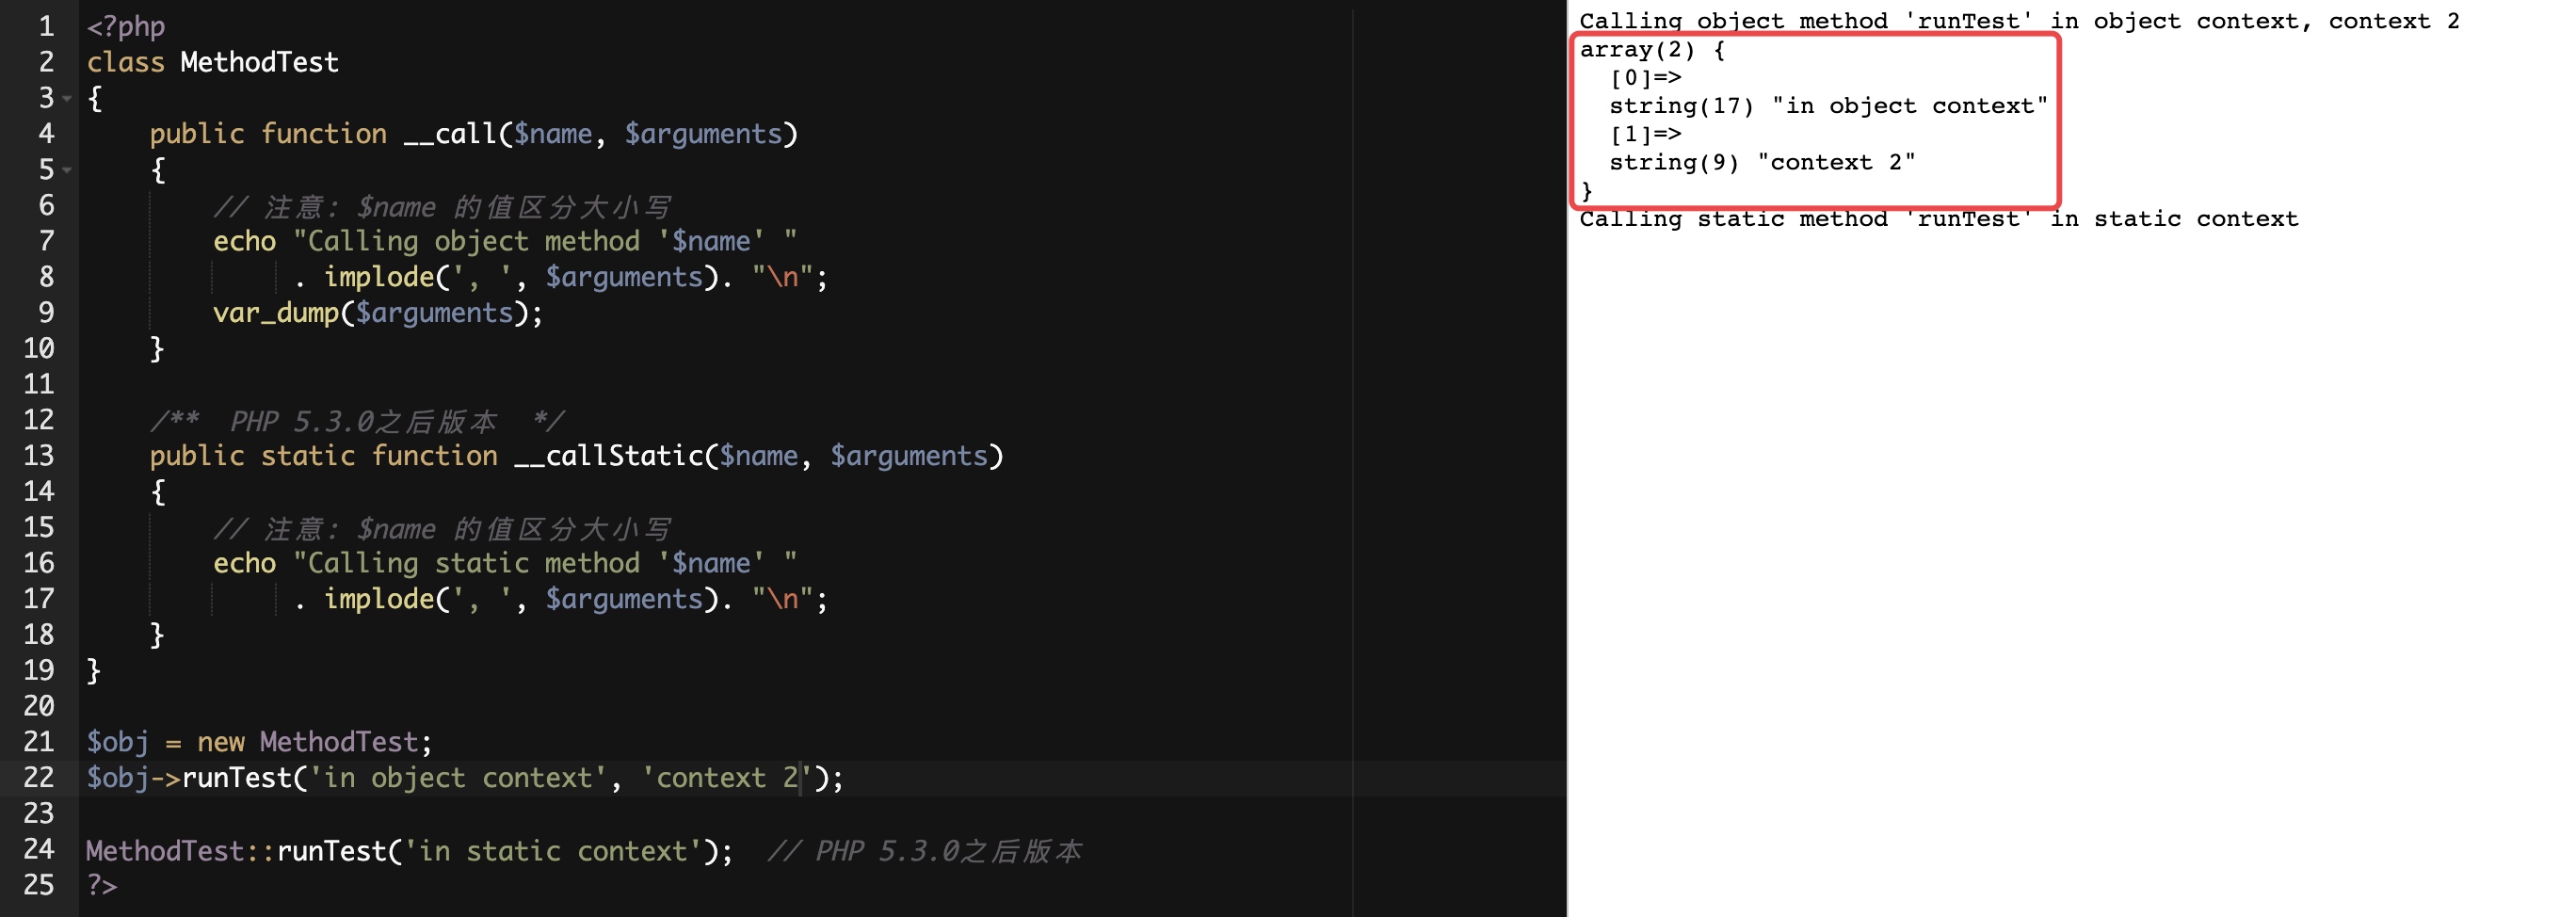 1 <?php
2 class MethodTest
3 {
4     public function __call($name, $arguments)
5     {
6         // 注意: $name 的值区分大小写
7         echo "Calling object method '$name' "
8              . implode(', ', $arguments). "\n";
9         var_dump($arguments);
10     }
11
12     /**  PHP 5.3.0之后版本  */
13     public static function __callStatic($name, $arguments)
14     {
15         // 注意: $name 的值区分大小写
16         echo "Calling static method '$name' "
17              . implode(', ', $arguments). "\n";
18     }
19 }
20
21 $obj = new MethodTest;
22 $obj->runTest('in object context', 'context 2');
23
24 MethodTest::runTest('in static context');  // PHP 5.3.0之后版本
25 ?>
Calling object method 'runTest' in object context, context 2
array(2) {
  [0]=>
  string(17) "in object context"
  [1]=>
  string(9) "context 2"
}
Calling static method 'runTest' in static context